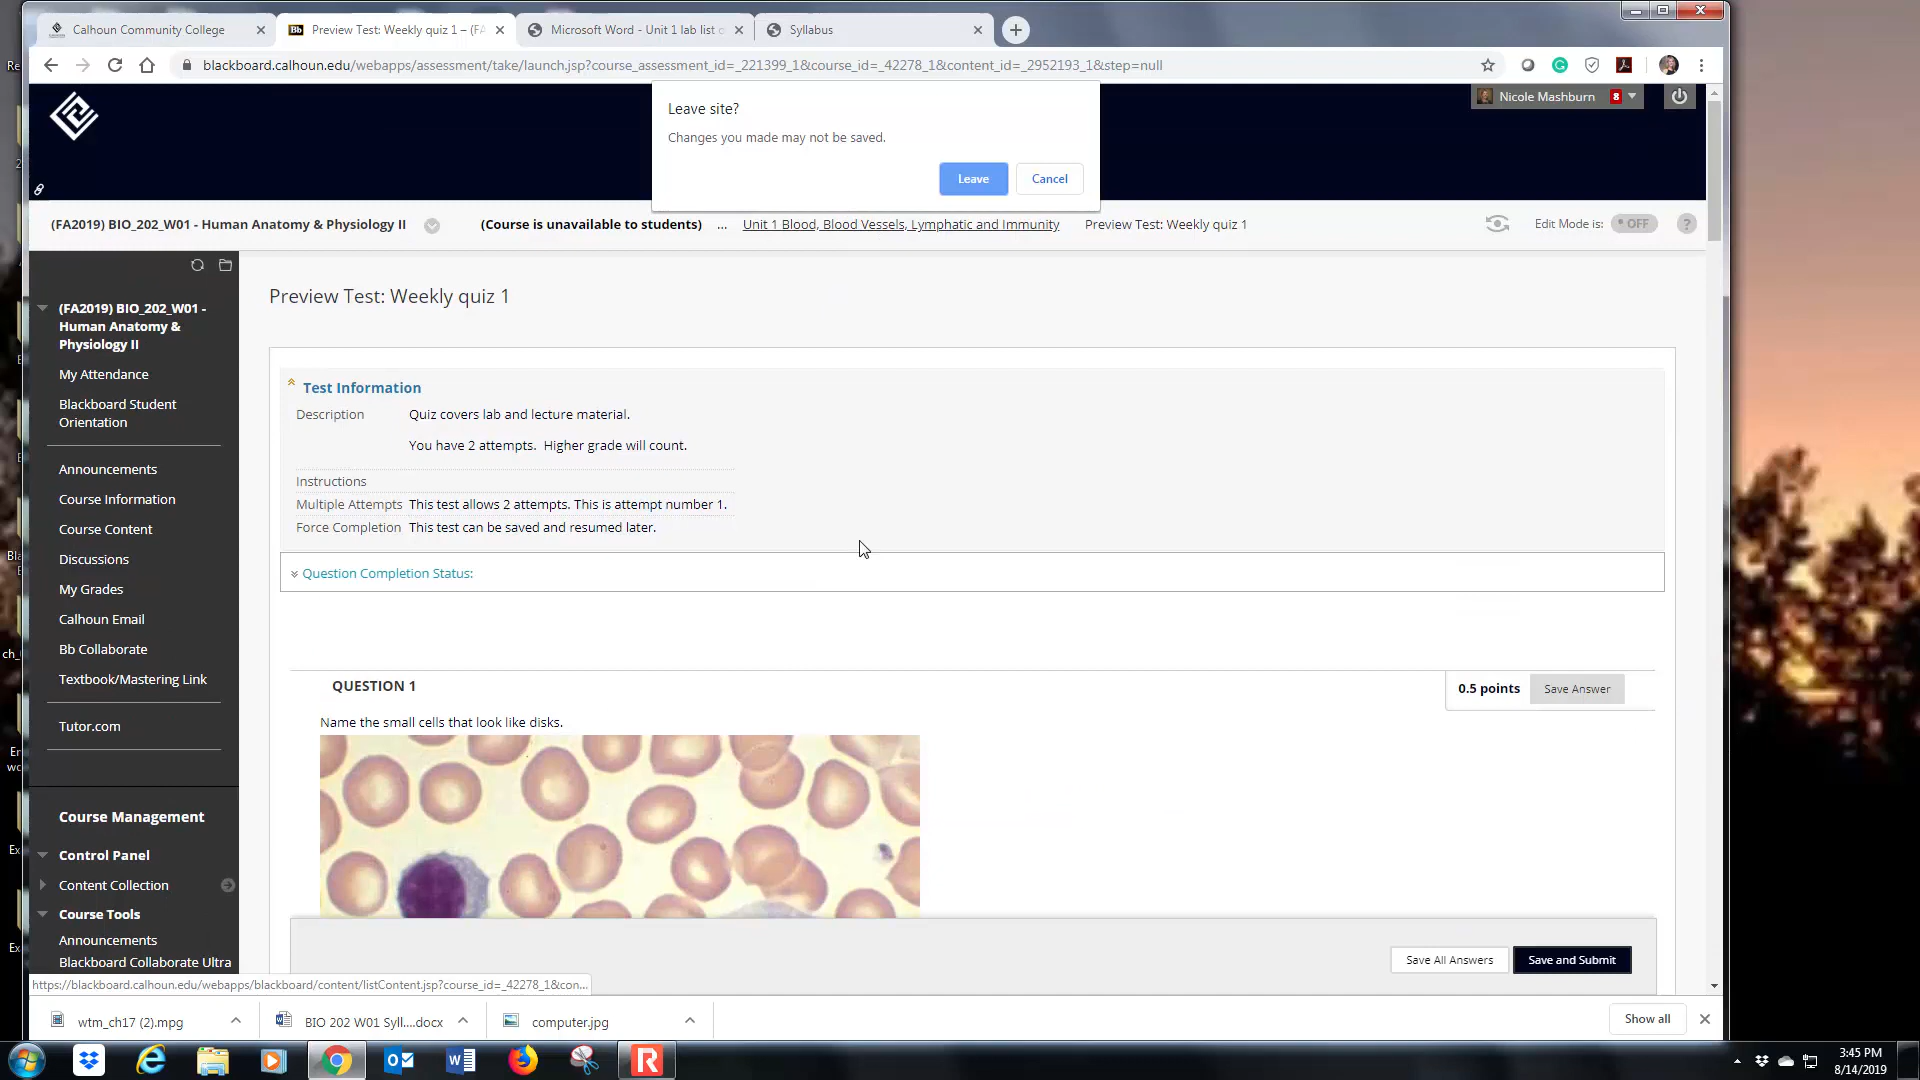 Calhoun Community College
Bb Preview Test: Weekly quiz 1 – (FA
Microsoft Word - Unit 1 lab list o
Syllabus
blackboard.calhoun.edu/webapps/assessment/take/launch.jsp?course_assessment_id=_221399_1&course_id=_42278_1&content_id=_2952193_1&step=null
Leave site?
Changes you made may not be saved.
Leave
Cancel
Nicole Mashburn 8
(FA2019) BIO_202_W01 - Human Anatomy & Physiology II
(Course is unavailable to students)
...
Unit 1 Blood, Blood Vessels, Lymphatic and Immunity
Preview Test: Weekly quiz 1
Edit Mode is: OFF ?
(FA2019) BIO_202_W01 -
Human Anatomy &
Physiology II
My Attendance
Blackboard Student
Orientation
Announcements
Course Information
Course Content
Discussions
My Grades
Calhoun Email
Bb Collaborate
Textbook/Mastering Link
Tutor.com
Course Management
Control Panel
Content Collection
Course Tools
Announcements
Blackboard Collaborate Ultra
Preview Test: Weekly quiz 1
Test Information
Description Quiz covers lab and lecture material.
You have 2 attempts. Higher grade will count.
Instructions
Multiple Attempts This test allows 2 attempts. This is attempt number 1.
Force Completion This test can be saved and resumed later.
Question Completion Status:
QUESTION 1
0.5 points Save Answer
Name the small cells that look like disks.
Save All Answers Save and Submit
https://blackboard.calhoun.edu/webapps/blackboard/content/listContent.jsp?course_id=_42278_1&con...
wtm_ch17 (2).mpg
BIO 202 W01 Syll....docx
computer.jpg
Show all
3:45 PM
8/14/2019